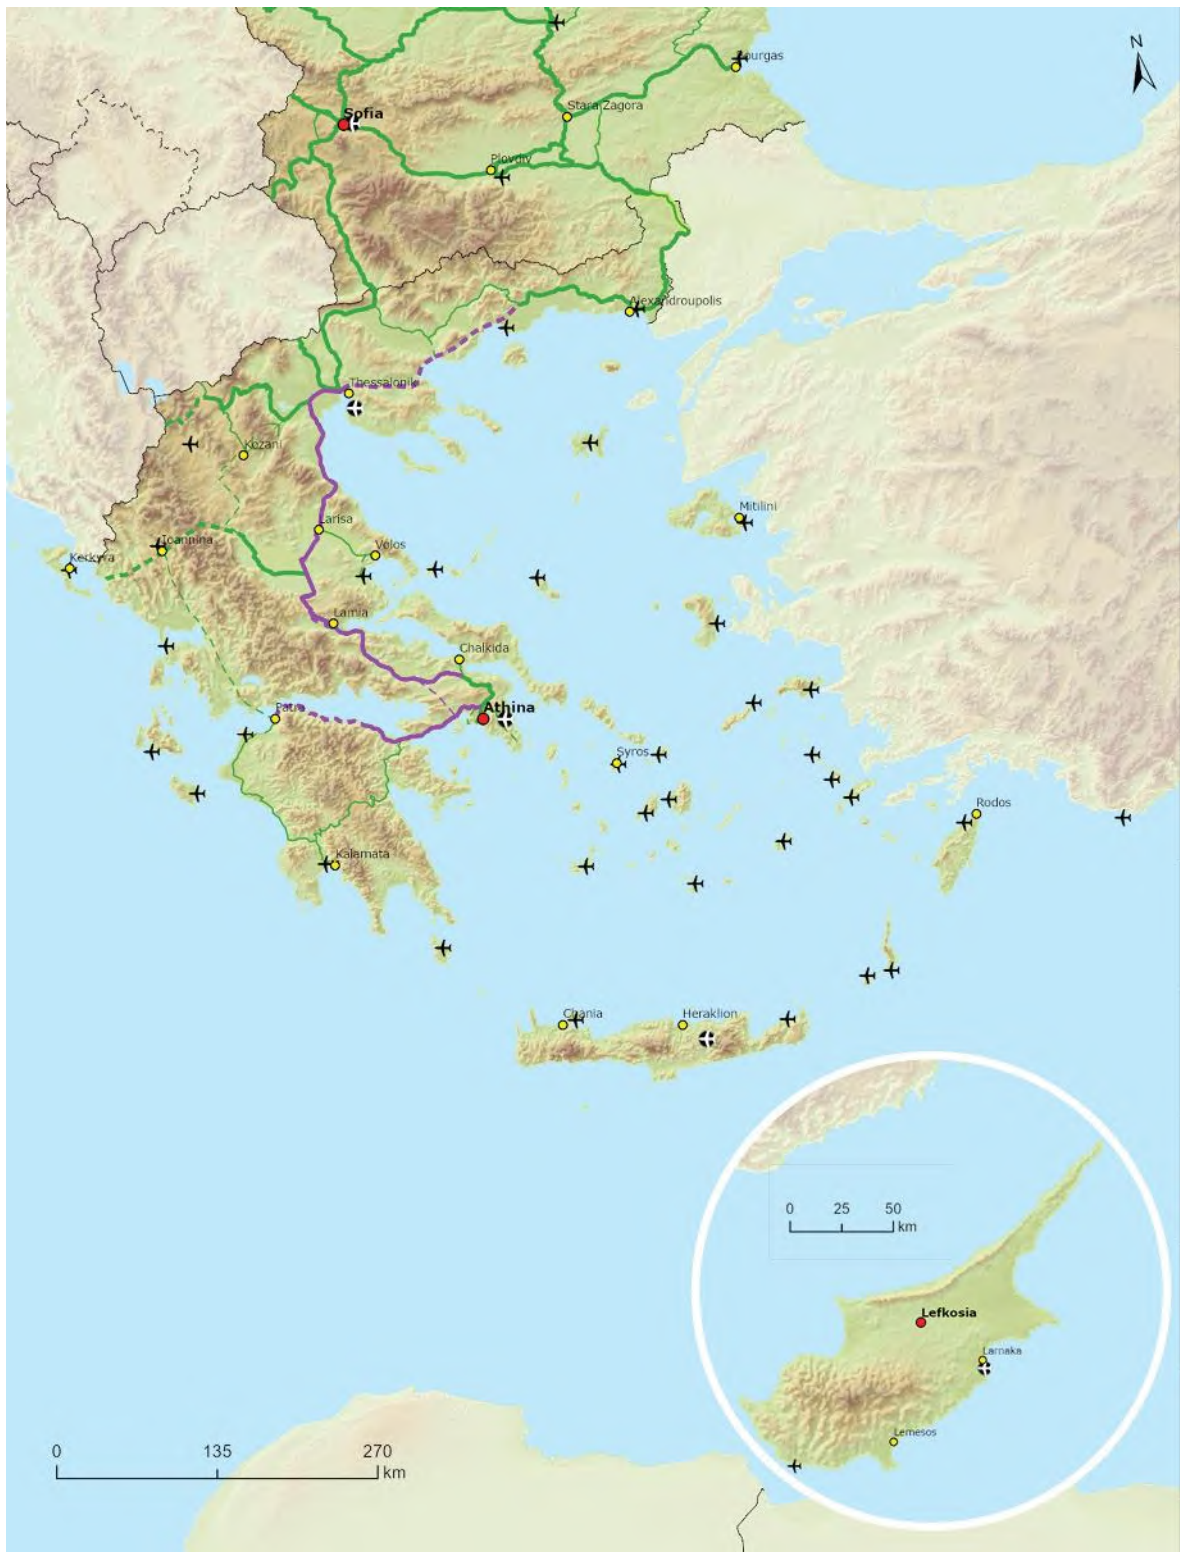 N
Bourgas
Stara Zagora
Sofia
Plovdiv
Alexandroupolis
Thessaloniki
Kozani
Mitilini
Larisa
Ioannina
Volos
Kerkyra
Lamia
Chalkida
Patra
Athina
Syros
Rodos
Kalamata
Chania
Heraklion
0 25 50
km
Lefkosia
Larnaka
Lemesos
0 135 270
km